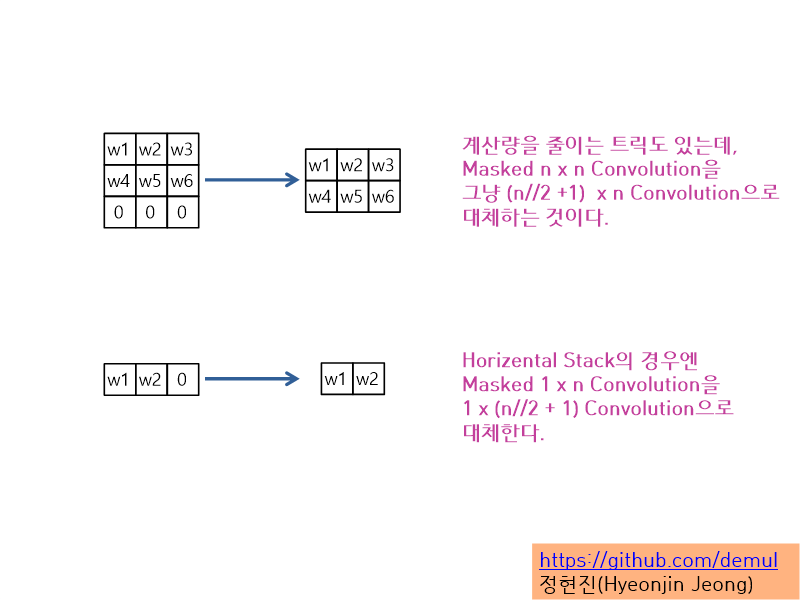 w1 w2 w3
w4 w5 w6
0 0 0
w1 w2 w3
w4 w5 w6
계산량을 줄이는 트릭도 있는데,
Masked n x n Convolution을
그냥 (n//2 +1)  x n Convolution으로
대체하는 것이다.
w1 w2 0
w1 w2
Horizental Stack의 경우엔
Masked 1 x n Convolution을
1 x (n//2 + 1) Convolution으로
대체한다.
https://github.com/demul
정현진(Hyeonjin Jeong)